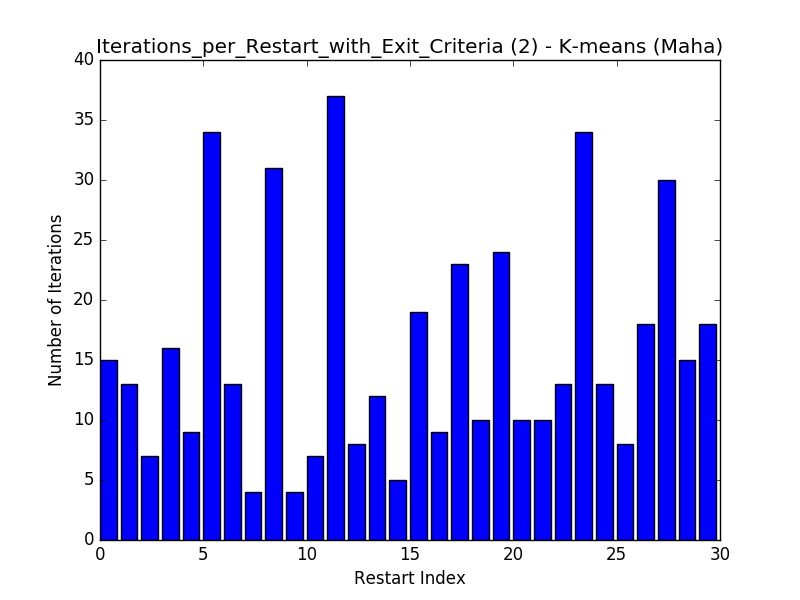 Iterations_per_Restart_with_Exit_Criteria (2) - K-means (Maha)
40
35
30
25
20
15
10
5
0
Number of Iterations
0 5 10 15 20 25 30
Restart Index